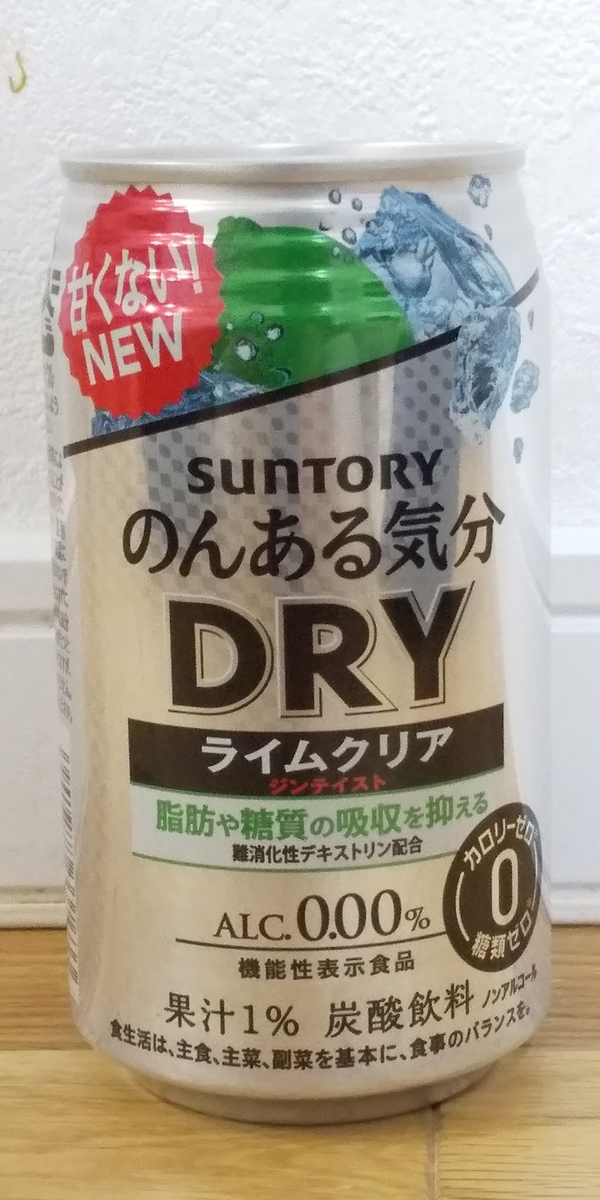 甘くない!
NEW
SUNTORY
のんある気分
DRY
ライムクリア
ジンテイスト
脂肪や糖質の吸収を抑える
難消化性デキストリン配合
カロリーゼロ
0
糖類ゼロ※
ALC.0.00%
機能性表示食品
果汁1% 炭酸飲料 ノンアルコール
食生活は、主食、主菜、副菜を基本に、食事のバランスを。